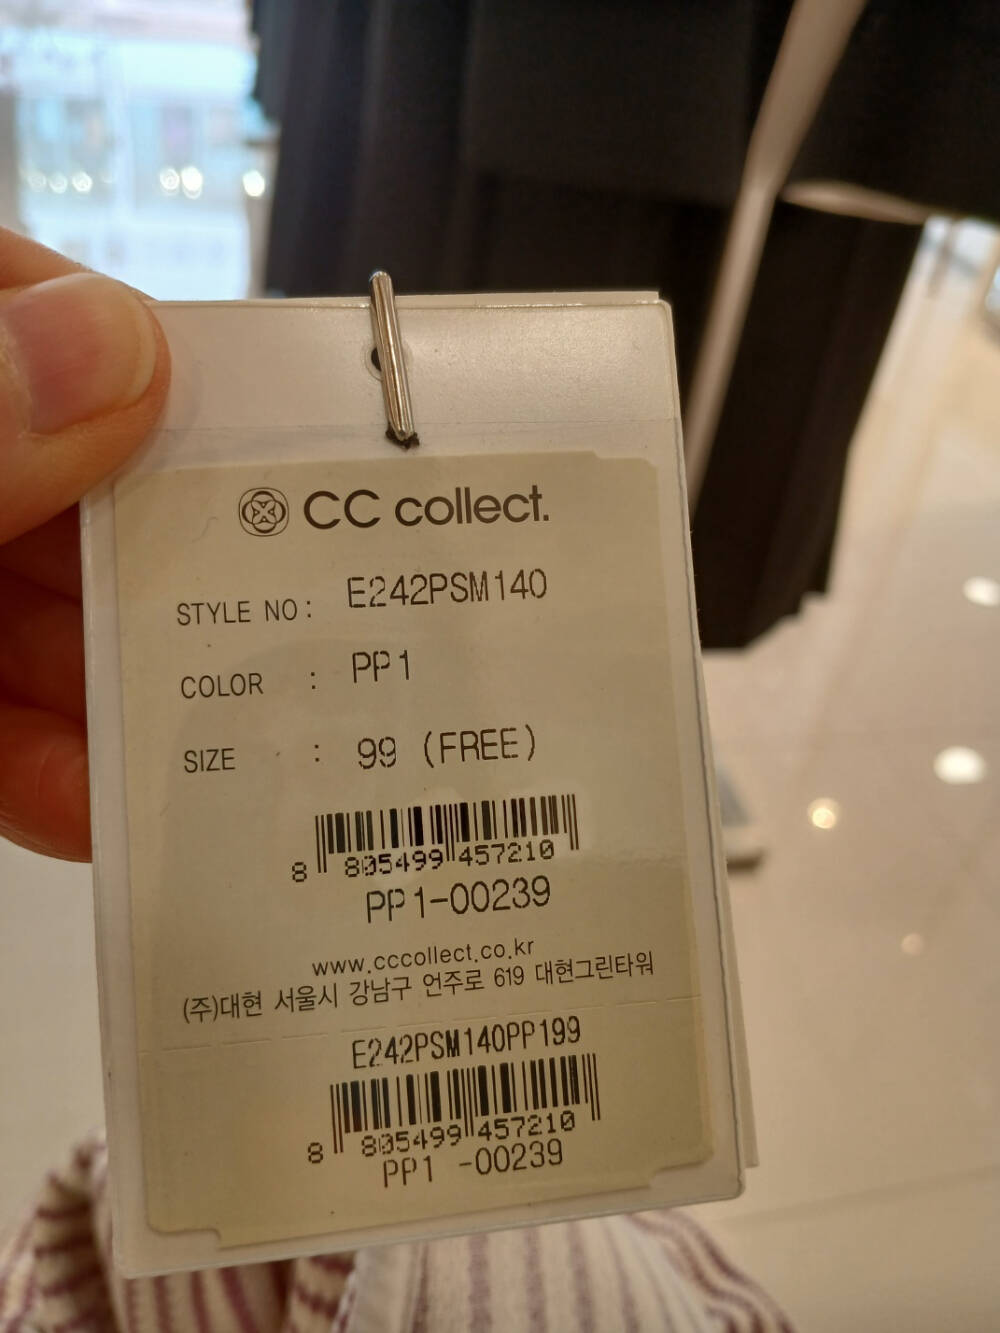 CC collect.
STYLE NO : E242PSM140
COLOR : PP1
SIZE : 99 (FREE)
8 805499 457210
PP1-00239
www.cccollect.co.kr
(주)대현 서울시 강남구 언주로 619 대현그린타워
E242PSM140PP199
8 805499 457210
PP1 -00239